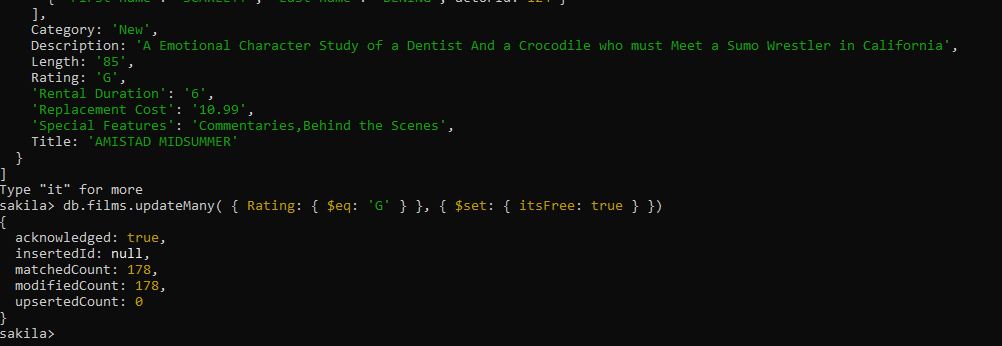 ],
Category: 'New',
Description: 'A Emotional Character Study of a Dentist And a Crocodile who must Meet a Sumo Wrestler in California',
Length: '85',
Rating: 'G',
'Rental Duration': '6',
'Replacement Cost': '10.99',
'Special Features': 'Commentaries,Behind the Scenes',
Title: 'AMISTAD MIDSUMMER'
}
]
Type "it" for more
sakila> db.films.updateMany( { Rating: { $eq: 'G' } }, { $set: { itsFree: true } })
{
acknowledged: true,
insertedId: null,
matchedCount: 178,
modifiedCount: 178,
upsertedCount: 0
}
sakila>